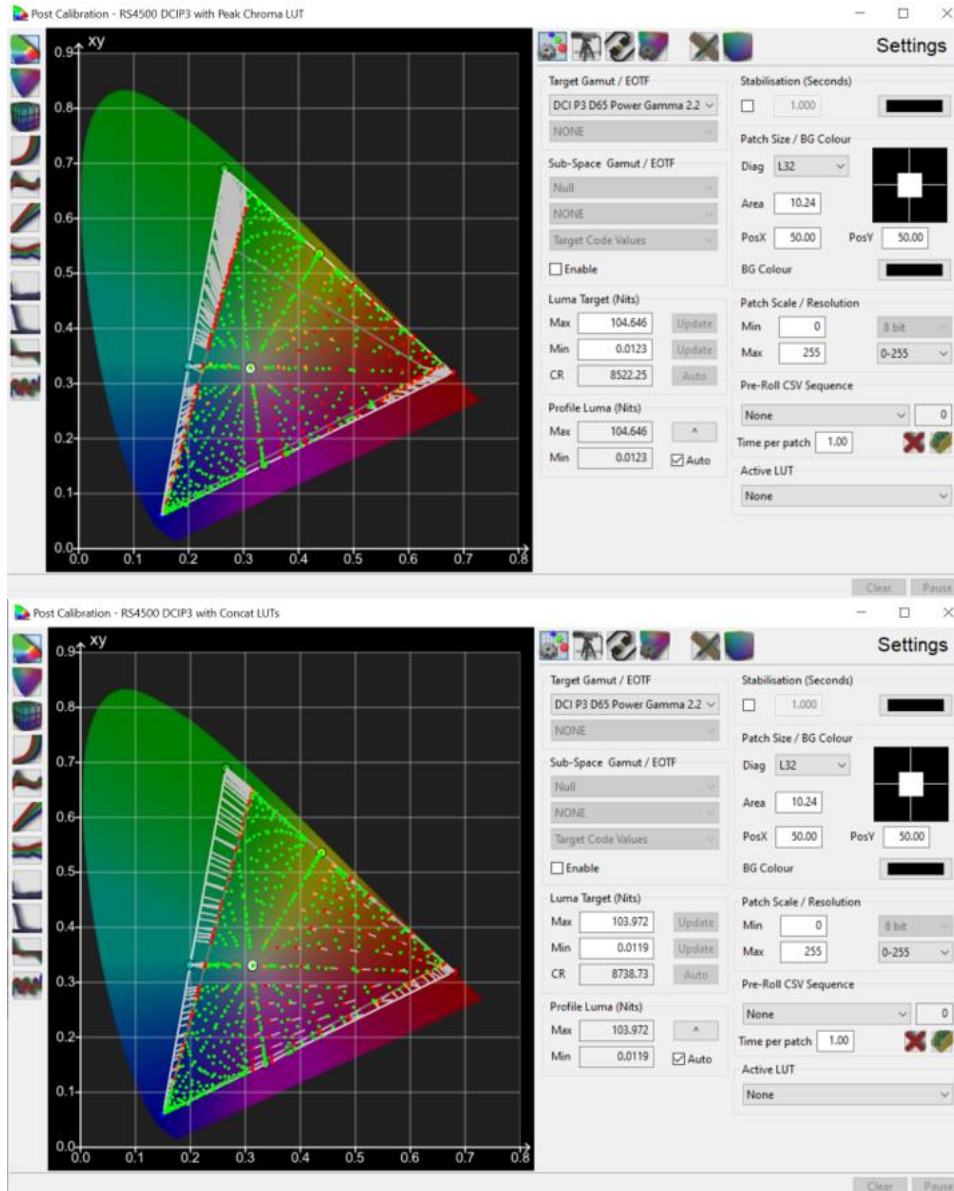 Post Calibration - RS4500 DCIP3 with Peak Chroma LUT
xy
0.9
0.8
0.7
0.6
0.5
0.4
0.3
0.2
0.1
0.0
0.0 0.1 0.2 0.3 0.4 0.5 0.6 0.7 0.8
Settings
Target Gamut / EOTF
DCI P3 D65 Power Gamma 2.2
NONE
Sub-Space Gamut / EOTF
Null
NONE
Target Code Values
Enable
Luma Target (Nits)
Max 104.646 Update
Min 0.0123 Update
CR 8522.25 Auto
Profile Luma (Nits)
Max 104.646 ^
Min 0.0123 Auto
Stabilisation (Seconds)
1.000
Patch Size / BG Colour
Diag L32
Area 10.24
PosX 50.00 PosY 50.00
BG Colour
Patch Scale / Resolution
Min 0 8 bit
Max 255 0-255
Pre-Roll CSV Sequence
None 0
Time per patch 1.00
Active LUT
None
Clear Pause
Post Calibration - RS4500 DCIP3 with Concat LUTs
xy
0.9
0.8
0.7
0.6
0.5
0.4
0.3
0.2
0.1
0.0
0.0 0.1 0.2 0.3 0.4 0.5 0.6 0.7 0.8
Settings
Target Gamut / EOTF
DCI P3 D65 Power Gamma 2.2
NONE
Sub-Space Gamut / EOTF
Null
NONE
Target Code Values
Enable
Luma Target (Nits)
Max 103.972 Update
Min 0.0119 Update
CR 8738.73 Auto
Profile Luma (Nits)
Max 103.972 ^
Min 0.0119 Auto
Stabilisation (Seconds)
1.000
Patch Size / BG Colour
Diag L32
Area 10.24
PosX 50.00 PosY 50.00
BG Colour
Patch Scale / Resolution
Min 0 8 bit
Max 255 0-255
Pre-Roll CSV Sequence
None 0
Time per patch 1.00
Active LUT
None
Clear Pause